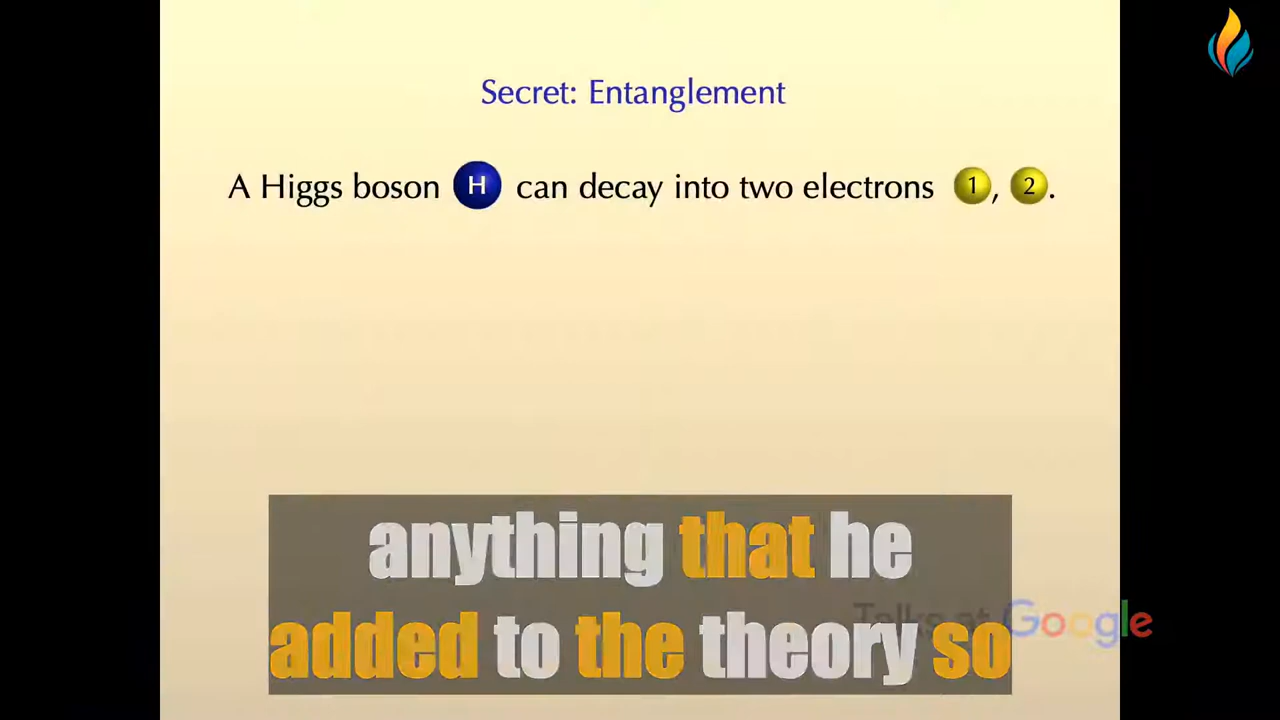 Secret: Entanglement
A Higgs boson H can decay into two electrons 1, 2.
anything that he
added to the theory so
Talks at Google